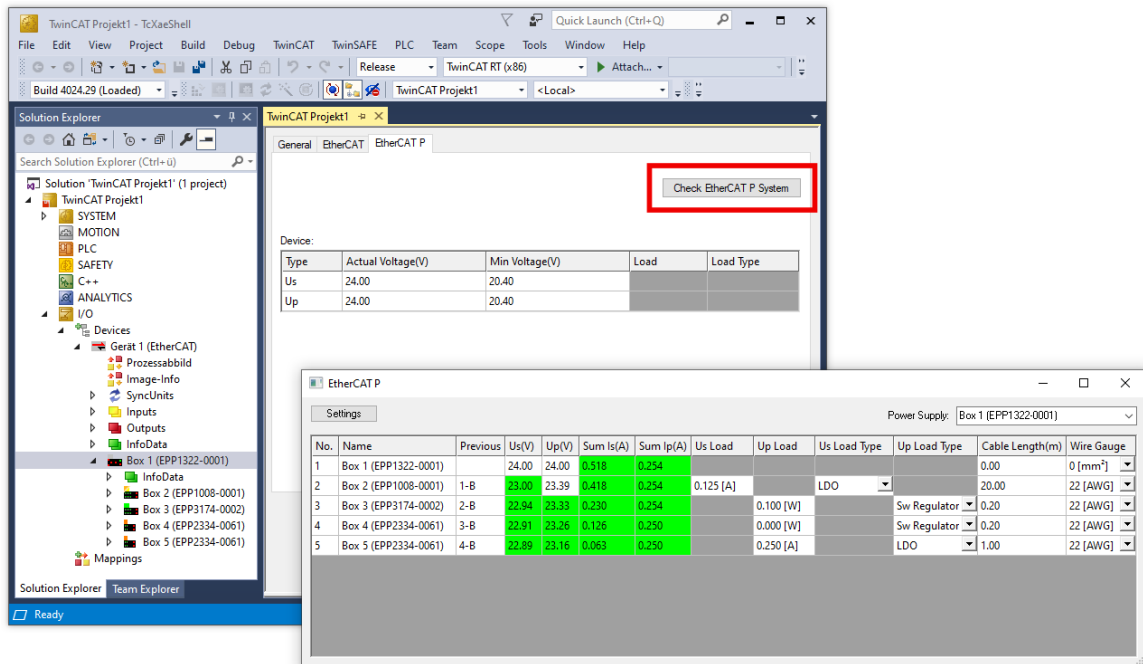 TwinCAT Projekt1 - TcXaeShell
Quick Launch (Ctrl+Q)
File Edit View Project Build Debug TwinCAT TwinSAFE PLC Team Scope Tools Window Help
Release TwinCAT RT (x86) Attach...
Build 4024.29 (Loaded) TwinCAT Projekt1 <Local>
Solution Explorer
Search Solution Explorer (Ctrl+ü)
Solution 'TwinCAT Projekt1' (1 project)
TwinCAT Projekt1
SYSTEM
MOTION
PLC
SAFETY
C++
ANALYTICS
I/O
Devices
Gerät 1 (EtherCAT)
Prozessabbild
Image-Info
SyncUnits
Inputs
Outputs
InfoData
Box 1 (EPP1322-0001)
InfoData
Box 2 (EPP1008-0001)
Box 3 (EPP3174-0002)
Box 4 (EPP2334-0061)
Box 5 (EPP2334-0061)
Mappings
Solution Explorer Team Explorer
Ready
TwinCAT Projekt1
General EtherCAT EtherCAT P
Check EtherCAT P System
Device:
Type Actual Voltage(V) Min Voltage(V) Load Load Type
Us 24.00 20.40
Up 24.00 20.40
EtherCAT P
Settings Power Supply: Box 1 (EPP1322-0001)
No. Name Previous Us(V) Up(V) Sum Is(A) Sum Ip(A) Us Load Up Load Us Load Type Up Load Type Cable Length(m) Wire Gauge
1 Box 1 (EPP1322-0001) 24.00 24.00 0.518 0.254 0.00 0 [mm²]
2 Box 2 (EPP1008-0001) 1-B 23.00 23.39 0.418 0.254 0.125 [A] LDO 20.00 22 [AWG]
3 Box 3 (EPP3174-0002) 2-B 22.94 23.33 0.230 0.254 0.100 [W] Sw Regulator 0.20 22 [AWG]
4 Box 4 (EPP2334-0061) 3-B 22.91 23.26 0.126 0.250 0.000 [W] Sw Regulator 0.20 22 [AWG]
5 Box 5 (EPP2334-0061) 4-B 22.89 23.16 0.063 0.250 0.250 [A] LDO 1.00 22 [AWG]